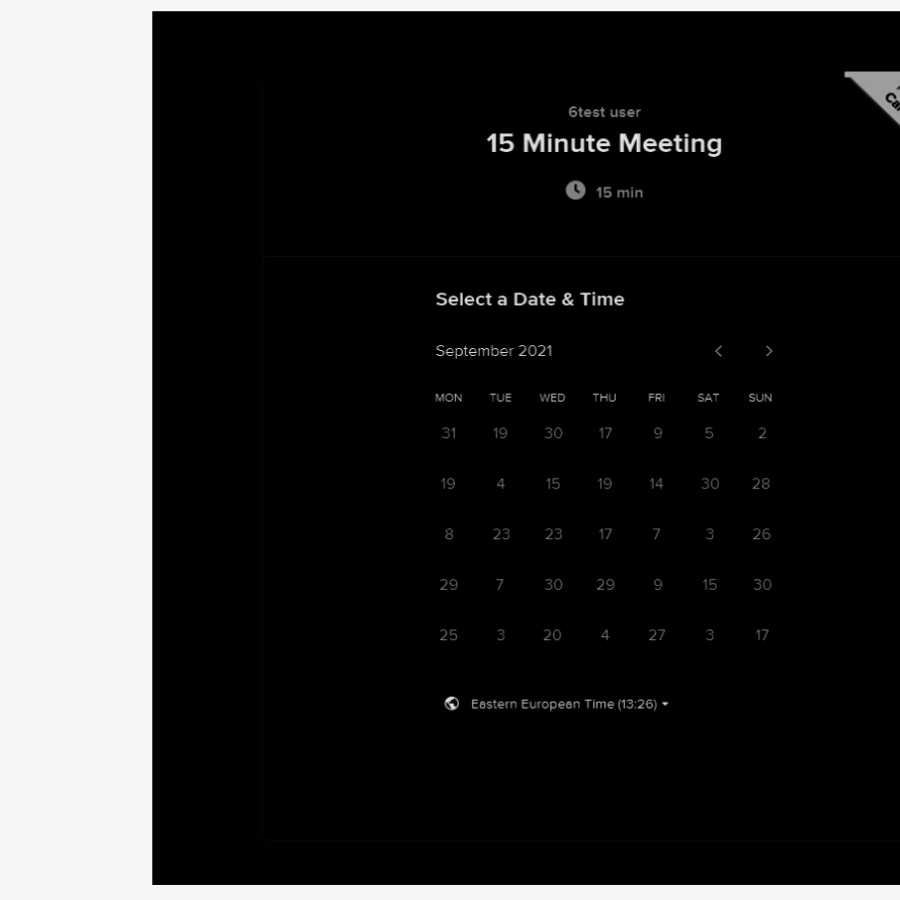 6test user
15 Minute Meeting
15 min
Select a Date & Time
September 2021
MON TUE WED THU FRI SAT SUN
31 19 30 17 9 5 2
19 4 15 19 14 30 28
8 23 23 17 7 3 26
29 7 30 29 9 15 30
25 3 20 4 27 3 17
Eastern European Time (13:26)